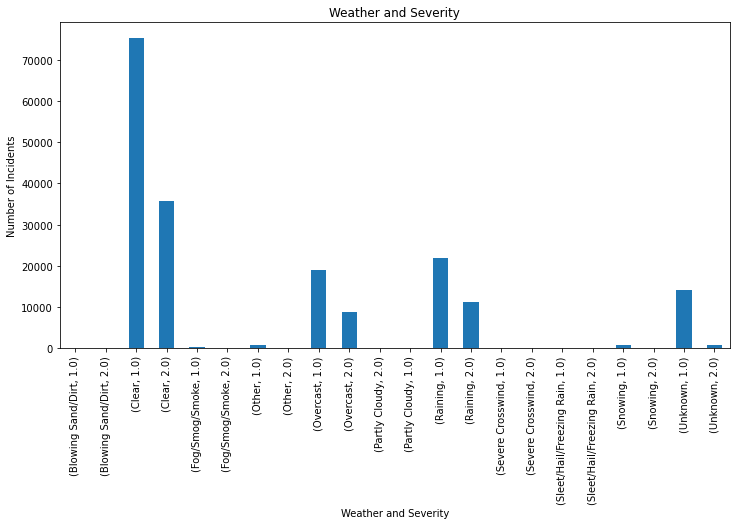 Weather and Severity
Number of Incidents
70000
60000
50000
40000
30000
20000
10000
0
(Blowing Sand/Dirt, 1.0)
(Blowing Sand/Dirt, 2.0)
(Clear, 1.0)
(Clear, 2.0)
(Fog/Smog/Smoke, 1.0)
(Fog/Smog/Smoke, 2.0)
(Other, 1.0)
(Other, 2.0)
(Overcast, 1.0)
(Overcast, 2.0)
(Partly Cloudy, 2.0)
(Partly Cloudy, 1.0)
(Raining, 1.0)
(Raining, 2.0)
(Severe Crosswind, 1.0)
(Severe Crosswind, 2.0)
(Sleet/Hail/Freezing Rain, 1.0)
(Sleet/Hail/Freezing Rain, 2.0)
(Snowing, 1.0)
(Snowing, 2.0)
(Unknown, 1.0)
(Unknown, 2.0)
Weather and Severity